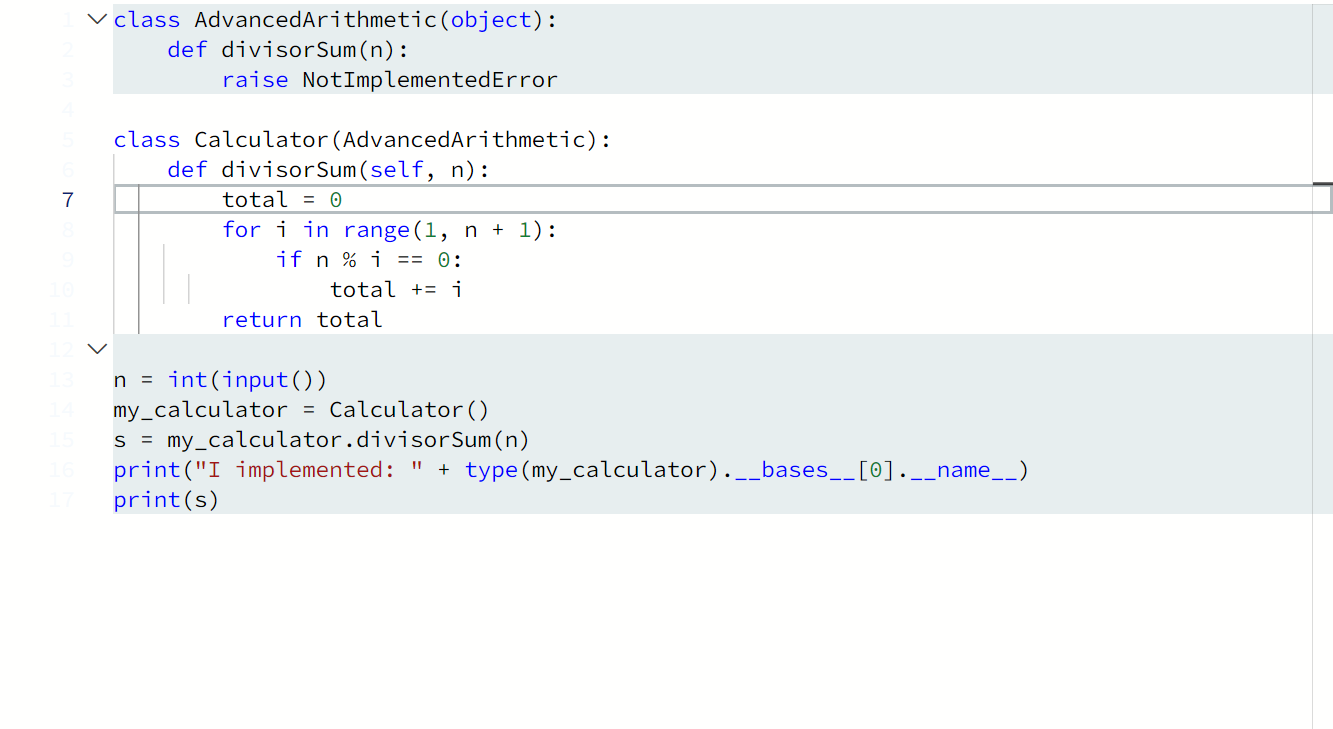 1 class AdvancedArithmetic(object):
2     def divisorSum(n):
3         raise NotImplementedError
4
5 class Calculator(AdvancedArithmetic):
6     def divisorSum(self, n):
7         total = 0
8         for i in range(1, n + 1):
9             if n % i == 0:
10                 total += i
11         return total
12
13 n = int(input())
14 my_calculator = Calculator()
15 s = my_calculator.divisorSum(n)
16 print("I implemented: " + type(my_calculator).__bases__[0].__name__)
17 print(s)